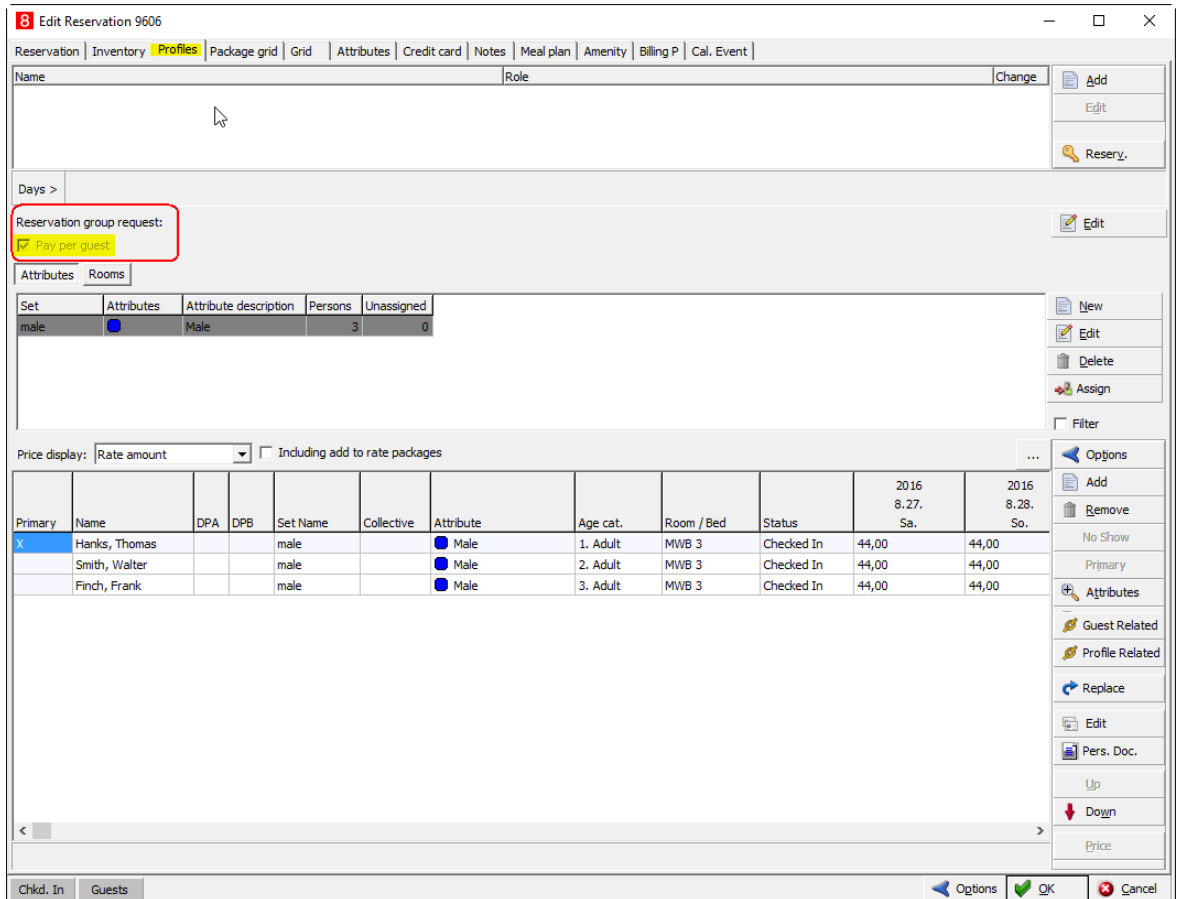 8 Edit Reservation 9606
Reservation Inventory Profiles Package grid Grid Attributes Credit card Notes Meal plan Amenity Billing P Cal. Event
Name Role Change
Add
Edit
Reserv.
Days >
Reservation group request:
Edit
Pay per guest
Attributes Rooms
Set Attributes Attribute description Persons Unassigned
male Male 3 0
New
Edit
Delete
Assign
Filter
Price display: Rate amount Including add to rate packages ...
Options
Add
Remove
No Show
Primary
Attributes
Guest Related
Profile Related
Replace
Edit
Pers. Doc.
Up
Down
Price
2016 2016
8.27. 8.28.
Primary Name DPA DPB Set Name Collective Attribute Age cat. Room / Bed Status Sa. So.
X Hanks, Thomas male Male 1. Adult MWB 3 Checked In 44,00 44,00
Smith, Walter male Male 2. Adult MWB 3 Checked In 44,00 44,00
Finch, Frank male Male 3. Adult MWB 3 Checked In 44,00 44,00
Chkd. In Guests Options OK Cancel